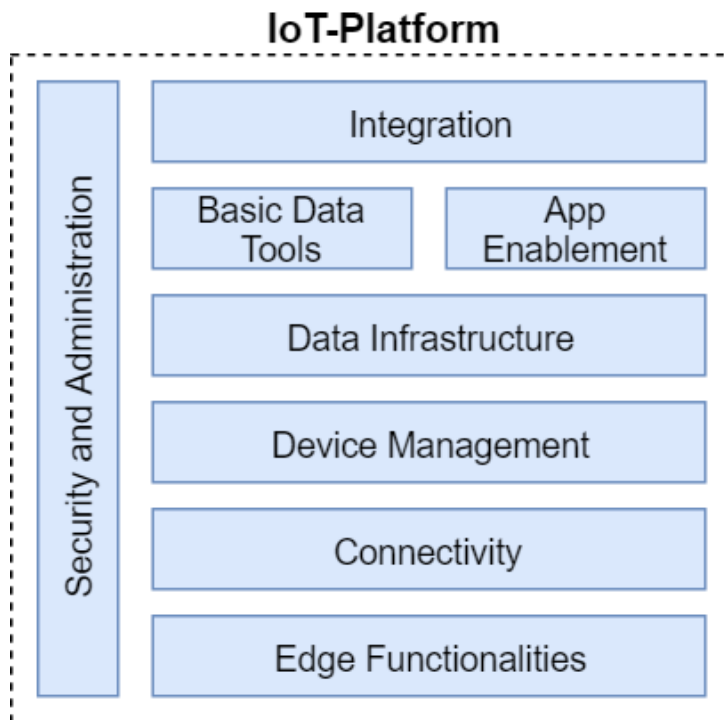 IoT-Platform
Security and Administration
Integration
Basic Data
Tools
App
Enablement
Data Infrastructure
Device Management
Connectivity
Edge Functionalities